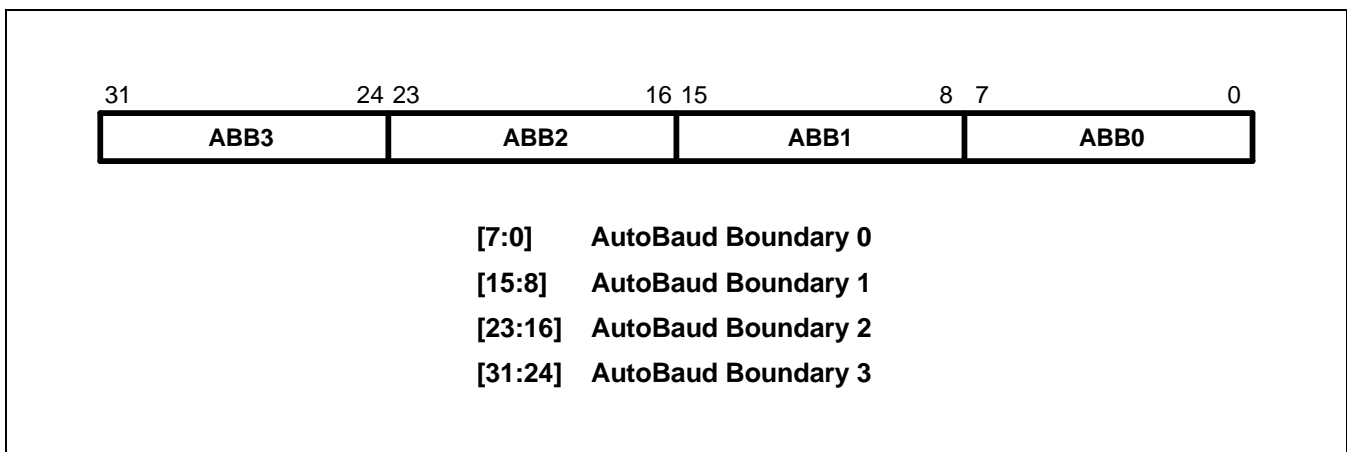 31 24 23 16 15 8 7 0
ABB3 ABB2 ABB1 ABB0
[7:0] AutoBaud Boundary 0
[15:8] AutoBaud Boundary 1
[23:16] AutoBaud Boundary 2
[31:24] AutoBaud Boundary 3